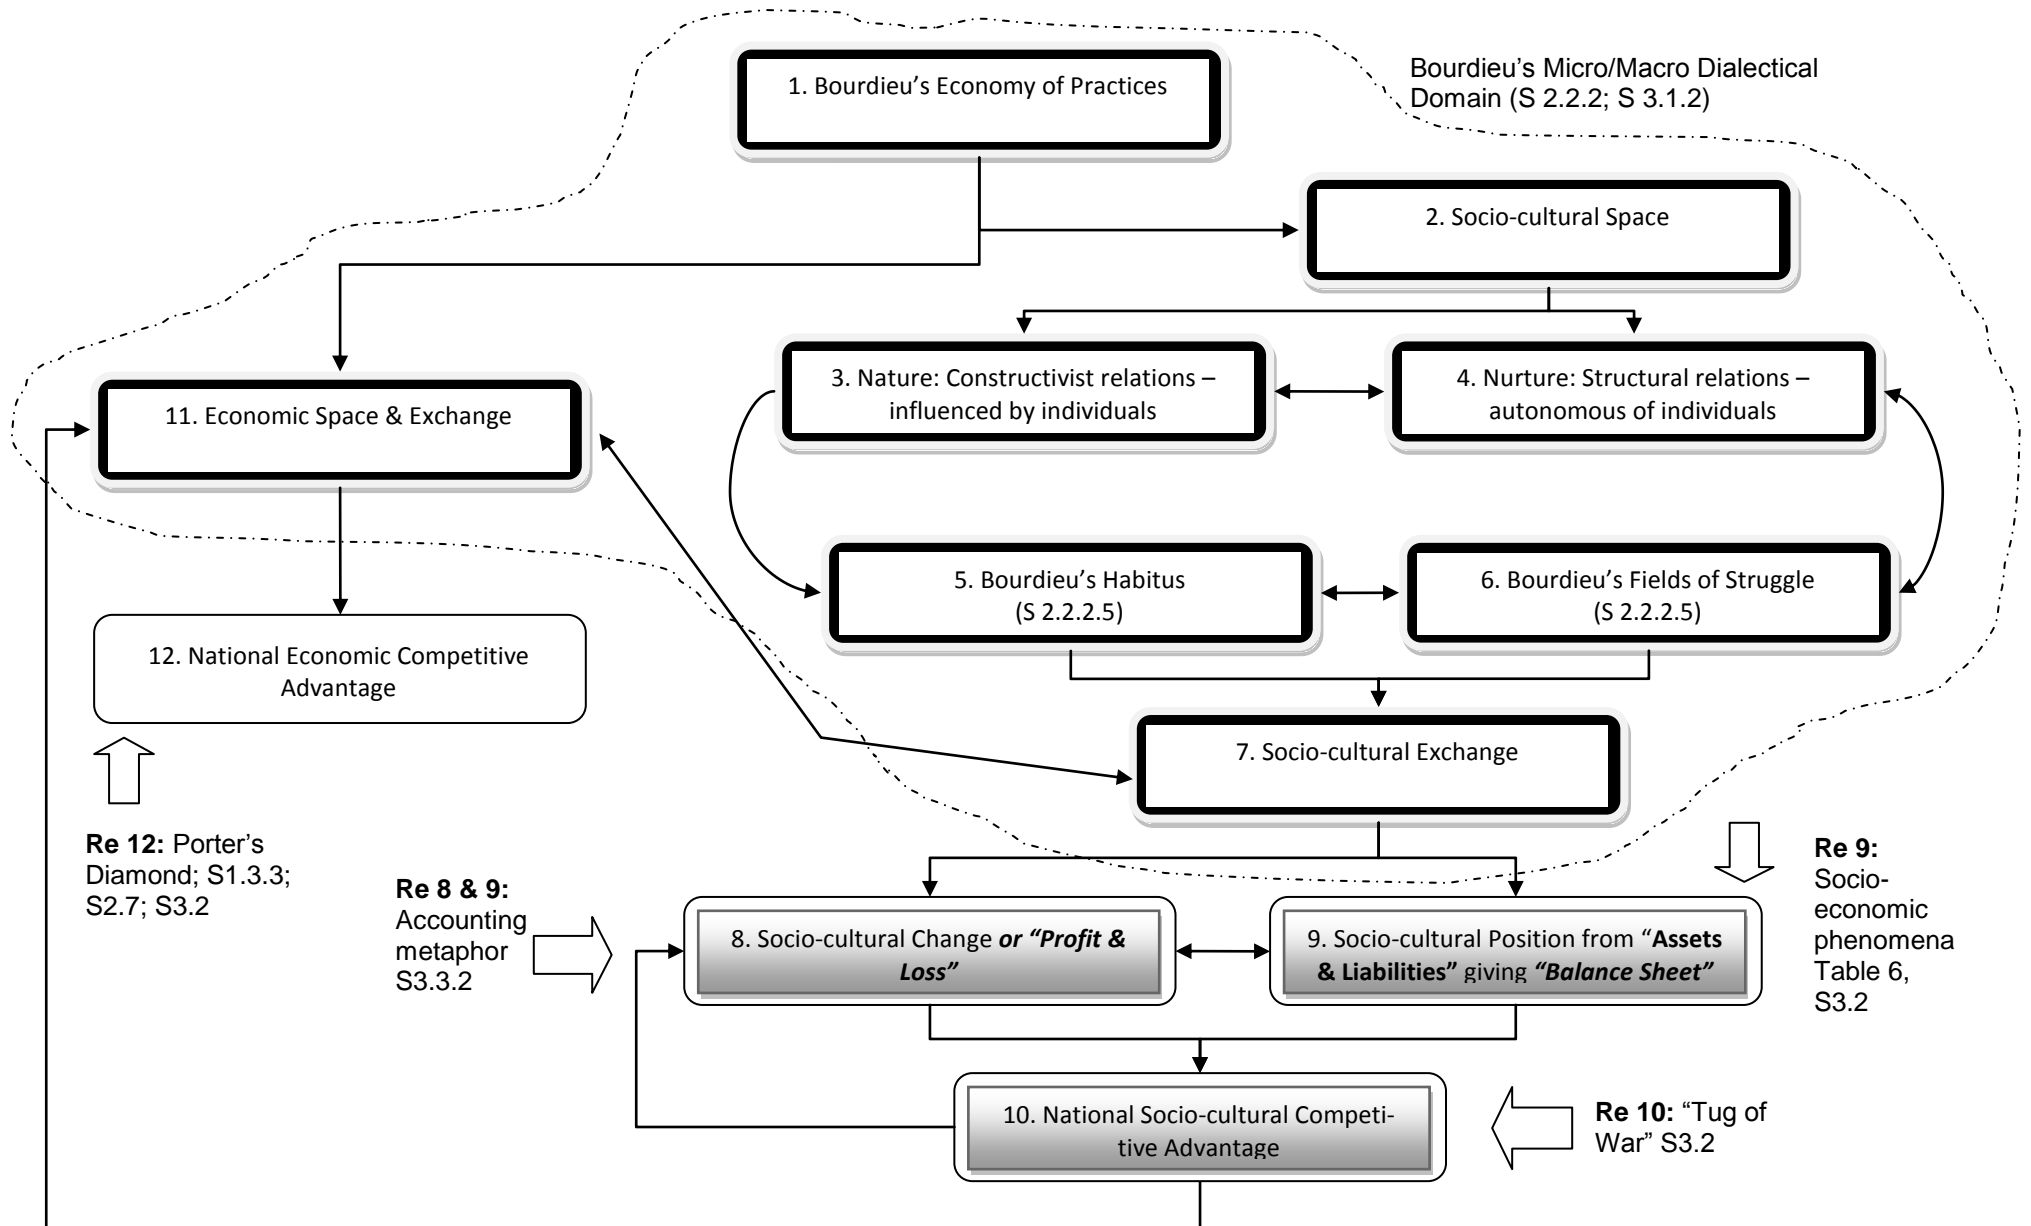 1. Bourdieu’s Economy of Practices
Bourdieu’s Micro/Macro Dialectical
Domain (S 2.2.2; S 3.1.2)
2. Socio-cultural Space
3. Nature: Constructivist relations –
influenced by individuals
4. Nurture: Structural relations –
autonomous of individuals
11. Economic Space & Exchange
5. Bourdieu’s Habitus
(S 2.2.2.5)
6. Bourdieu’s Fields of Struggle
(S 2.2.2.5)
12. National Economic Competitive
Advantage
7. Socio-cultural Exchange
Re 12: Porter’s
Diamond; S1.3.3;
S2.7; S3.2
Re 8 & 9:
Accounting
metaphor
S3.3.2
Re 9:
Socio-
economic
phenomena
Table 6,
S3.2
8. Socio-cultural Change or “Profit &
Loss”
9. Socio-cultural Position from “Assets
& Liabilities” giving “Balance Sheet”
10. National Socio-cultural Competi-
tive Advantage
Re 10: “Tug of
War” S3.2